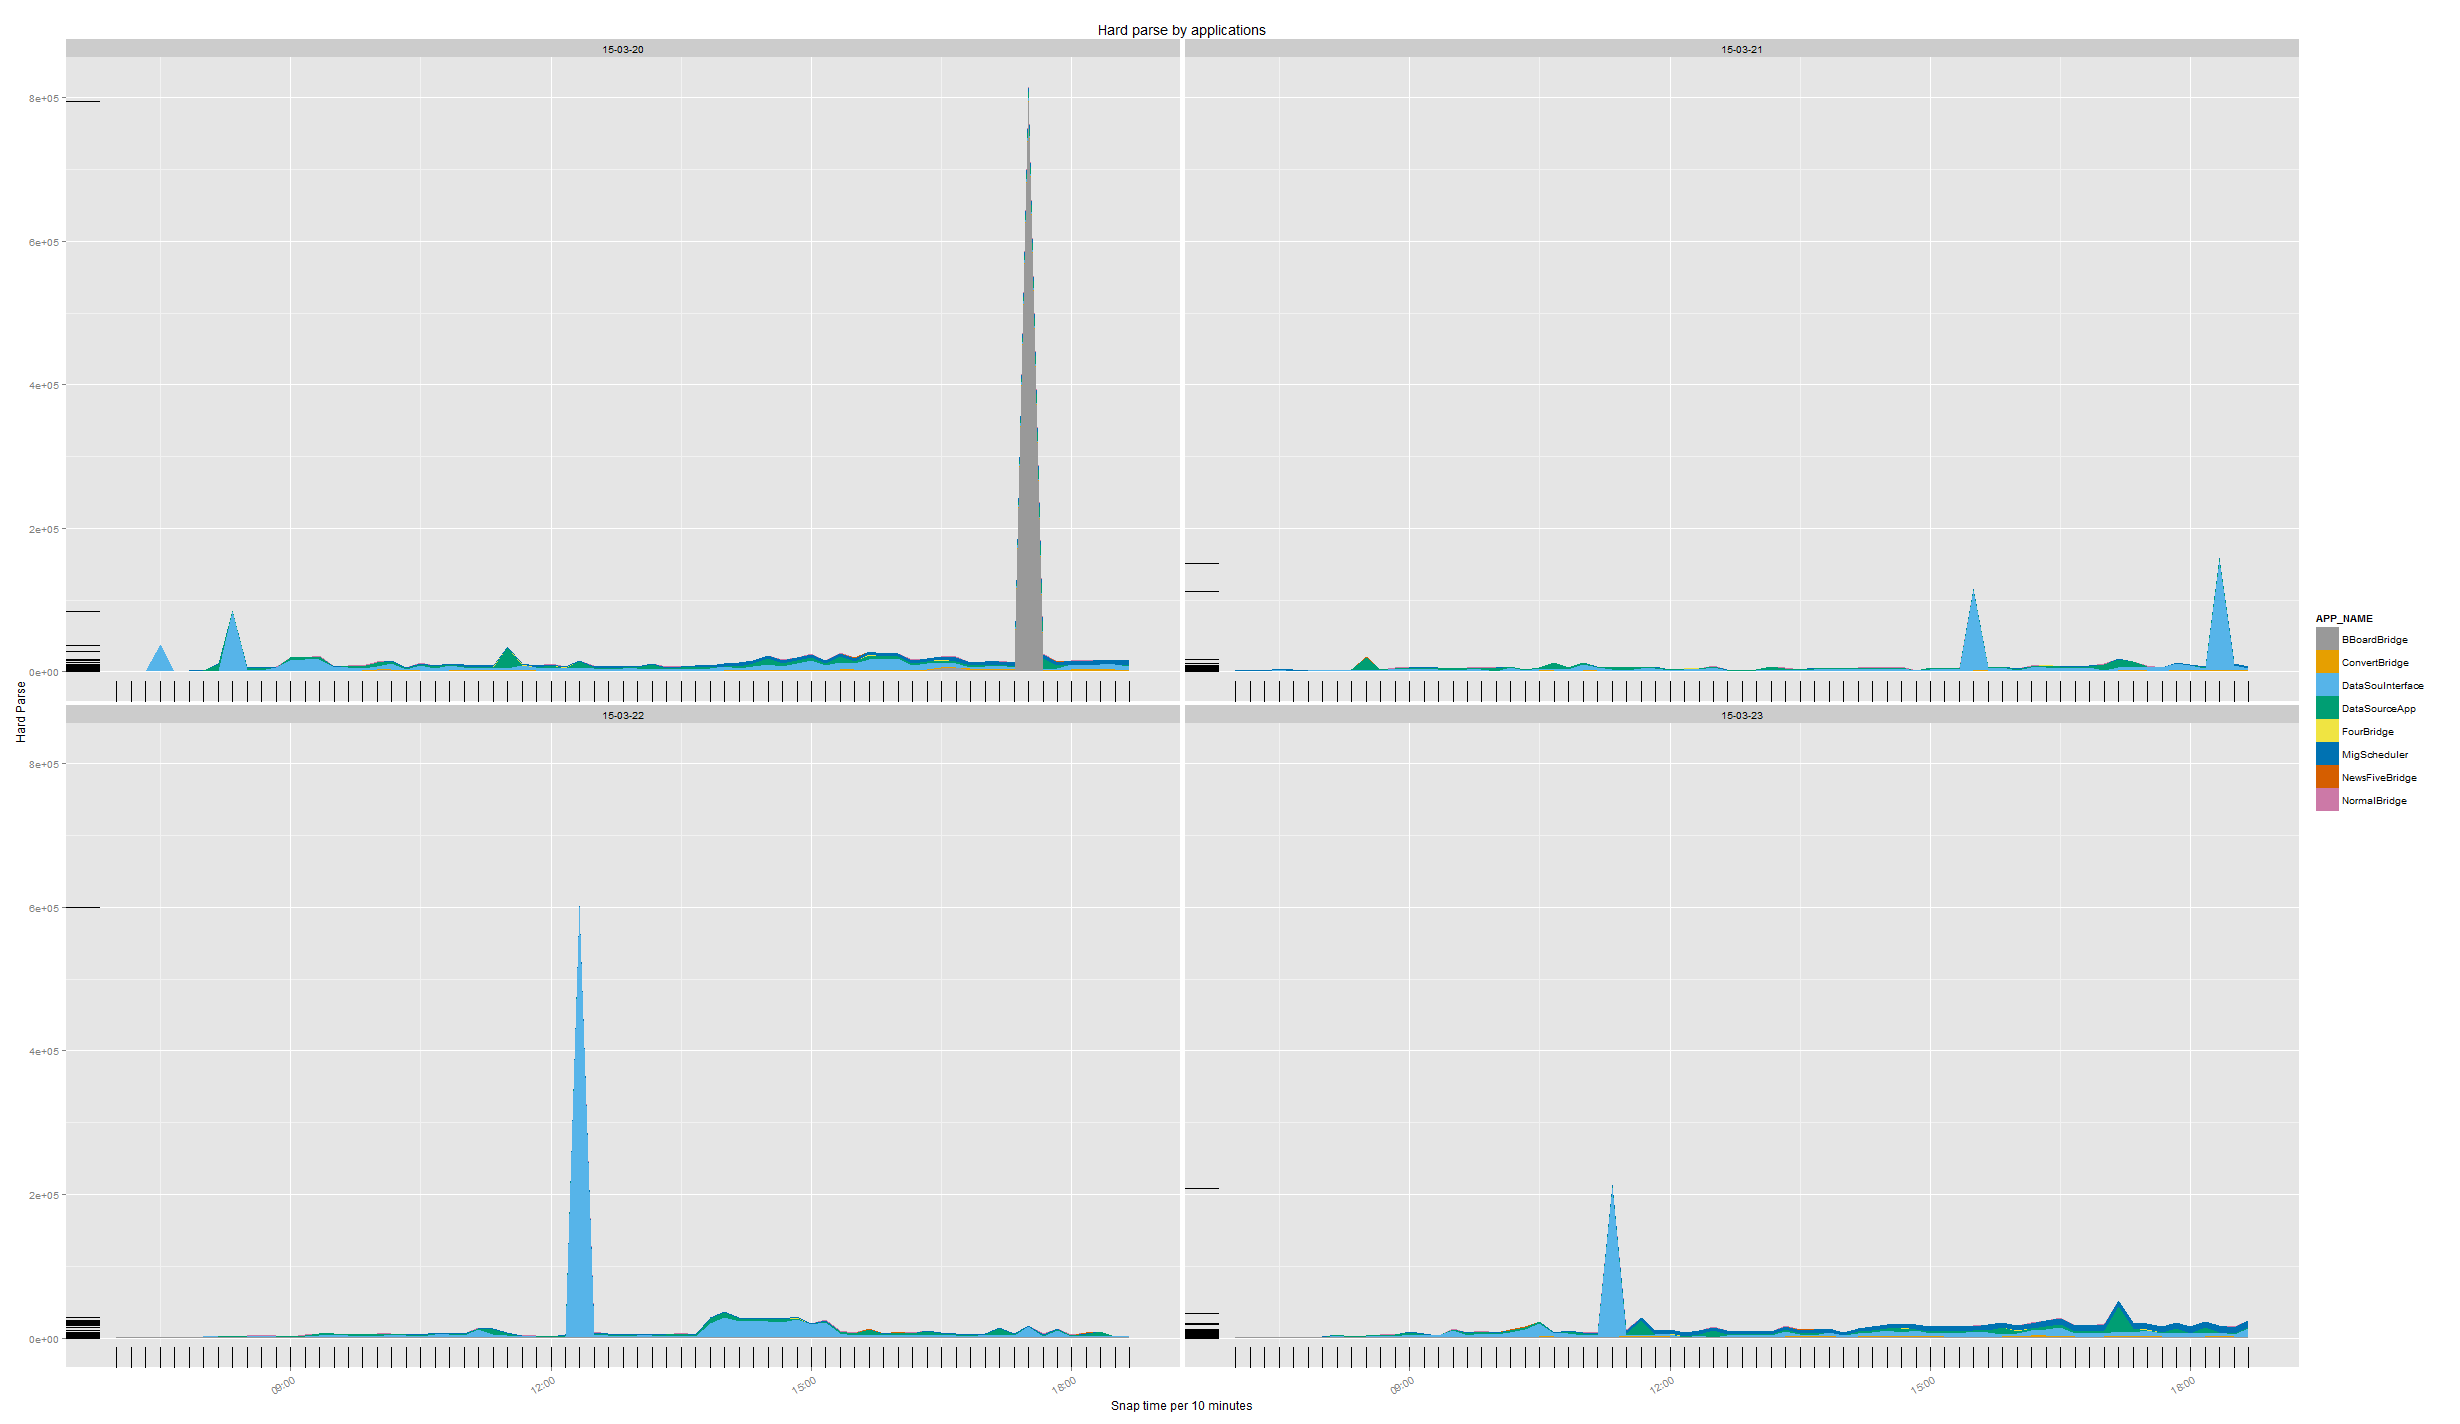 Hard parse by applications
15-03-20
15-03-21
8e+05
6e+05
4e+05
2e+05
0e+00
15-03-22
15-03-23
8e+05
6e+05
4e+05
2e+05
0e+00
09:00
12:00
15:00
18:00
09:00
12:00
15:00
18:00
Snap time per 10 minutes
Hard Parse
APP_NAME
BBoardBridge
ConvertBridge
DataSouInterface
DataSourceApp
FourBridge
MigScheduler
NewsFiveBridge
NormalBridge